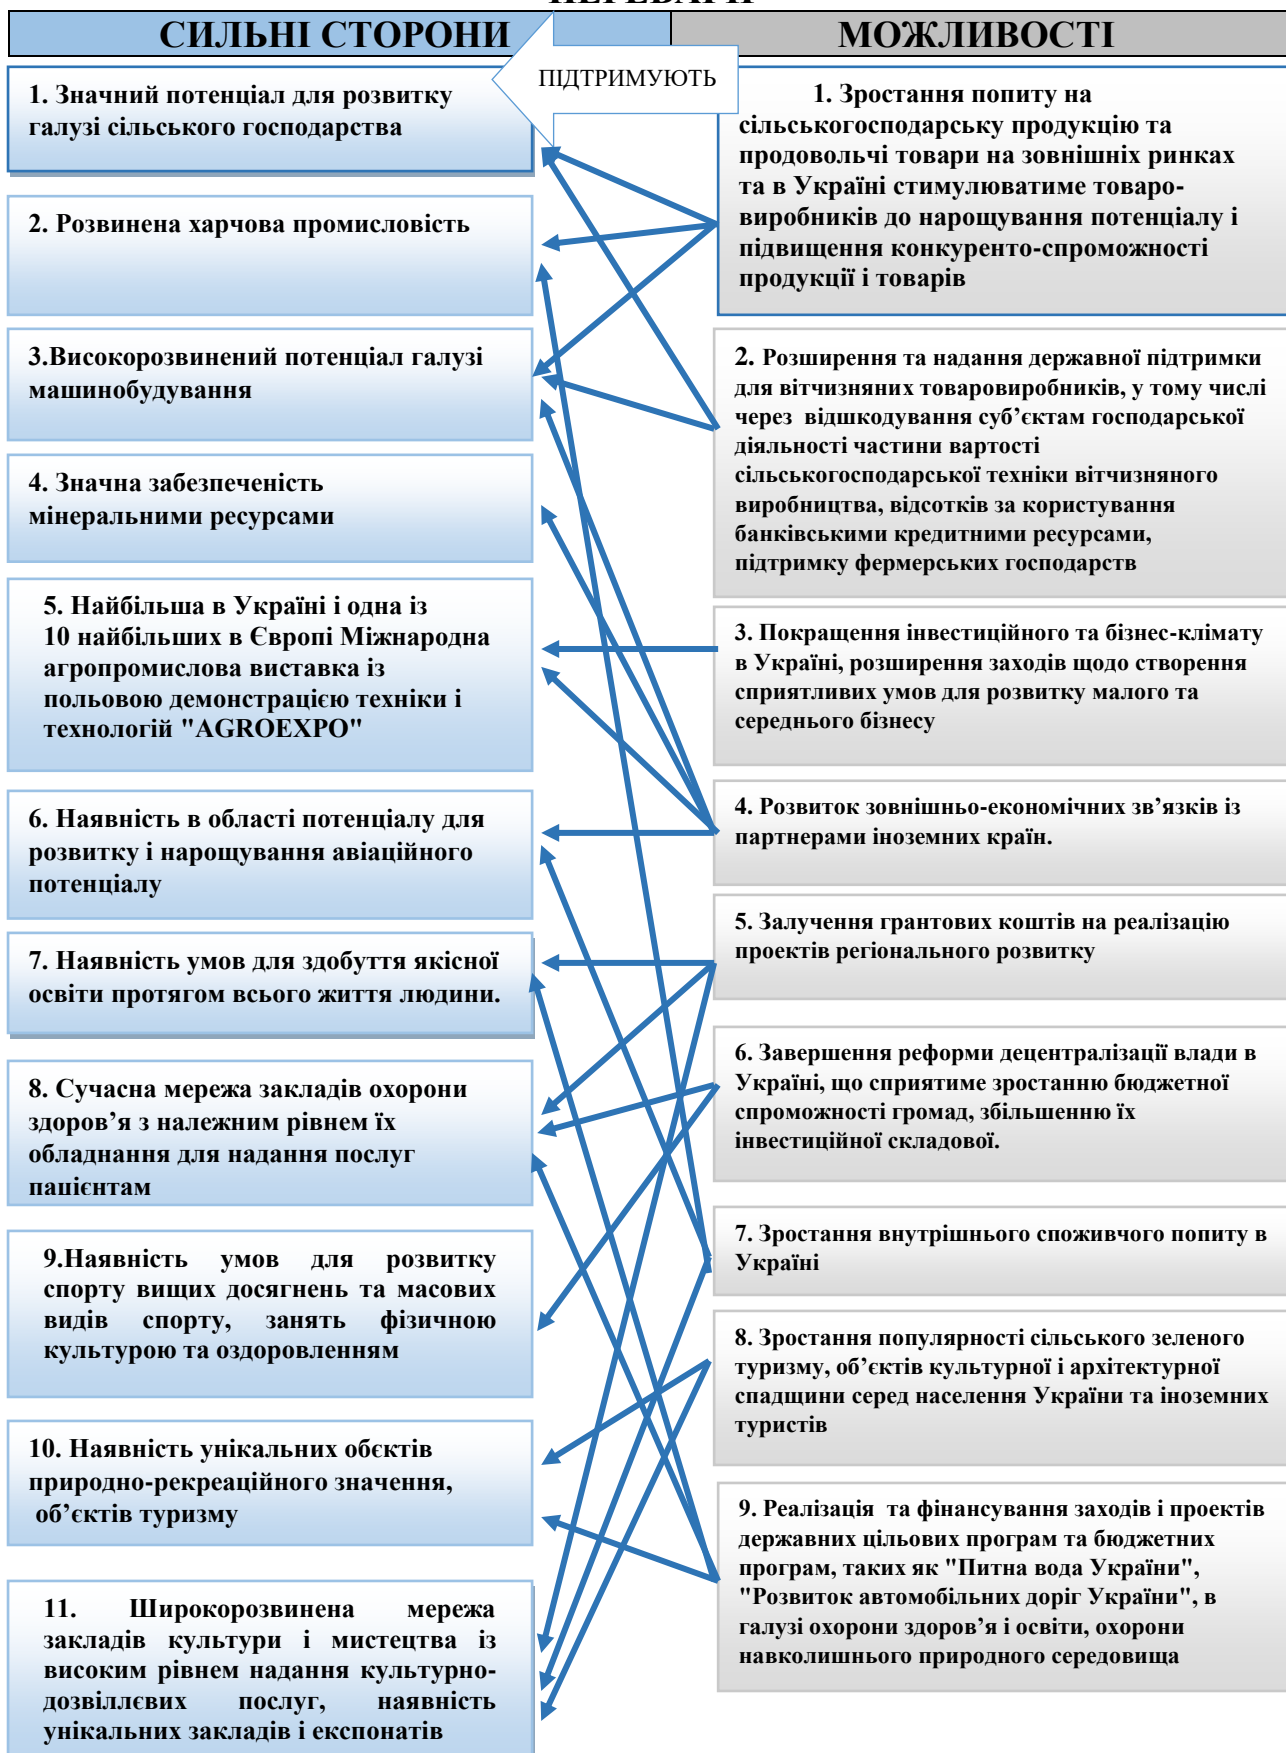 СИЛЬНІ СТОРОНИ
МОЖЛИВОСТІ
ПІДТРИМУЮТЬ
1. Значний потенціал для розвитку
галузі сільського господарства
2. Розвинена харчова промисловість
3.Високорозвинений потенціал галузі
машинобудування
4. Значна забезпеченість
мінеральними ресурсами
5. Найбільша в Україні і одна із
10 найбільших в Європі Міжнародна
агропромислова виставка із
польовою демонстрацією техніки і
технологій "AGROEXPO"
6. Наявність в області потенціалу для
розвитку і нарощування авіаційного
потенціалу
7. Наявність умов для здобуття якісної
освіти протягом всього життя людини.
8. Сучасна мережа закладів охорони
здоров’я з належним рівнем їх
обладнання для надання послуг
пацієнтам
9.Наявність умов для розвитку
спорту вищих досягнень та масових
видів спорту, занять фізичною
культурою та оздоровленням
10. Наявність унікальних обєктів
природно-рекреаційного значення,
об’єктів туризму
11. Широкорозвинена мережа
закладів культури і мистецтва із
високим рівнем надання культурно-
дозвіллєвих послуг, наявність
унікальних закладів і експонатів
1. Зростання попиту на
сільськогосподарську продукцію та
продовольчі товари на зовнішніх ринках
та в Україні стимулюватиме товаро-
виробників до нарощування потенціалу і
підвищення конкуренто-спроможності
продукції і товарів
2. Розширення та надання державної підтримки
для вітчизняних товаровиробників, у тому числі
через відшкодування суб’єктам господарської
діяльності частини вартості
сільськогосподарської техніки вітчизняного
виробництва, відсотків за користування
банківськими кредитними ресурсами,
підтримку фермерських господарств
3. Покращення інвестиційного та бізнес-клімату
в Україні, розширення заходів щодо створення
сприятливих умов для розвитку малого та
середнього бізнесу
4. Розвиток зовнішньо-економічних зв’язків із
партнерами іноземних країн.
5. Залучення грантових коштів на реалізацію
проектів регіонального розвитку
6. Завершення реформи децентралізації влади в
Україні, що сприятиме зростанню бюджетної
спроможності громад, збільшенню їх
інвестиційної складової.
7. Зростання внутрішнього споживчого попиту в
Україні
8. Зростання популярності сільського зеленого
туризму, об’єктів культурної і архітектурної
спадщини серед населення України та іноземних
туристів
9. Реалізація та фінансування заходів і проектів
державних цільових програм та бюджетних
програм, таких як "Питна вода України",
"Розвиток автомобільних доріг України", в
галузі охорони здоров’я і освіти, охорони
навколишнього природного середовища